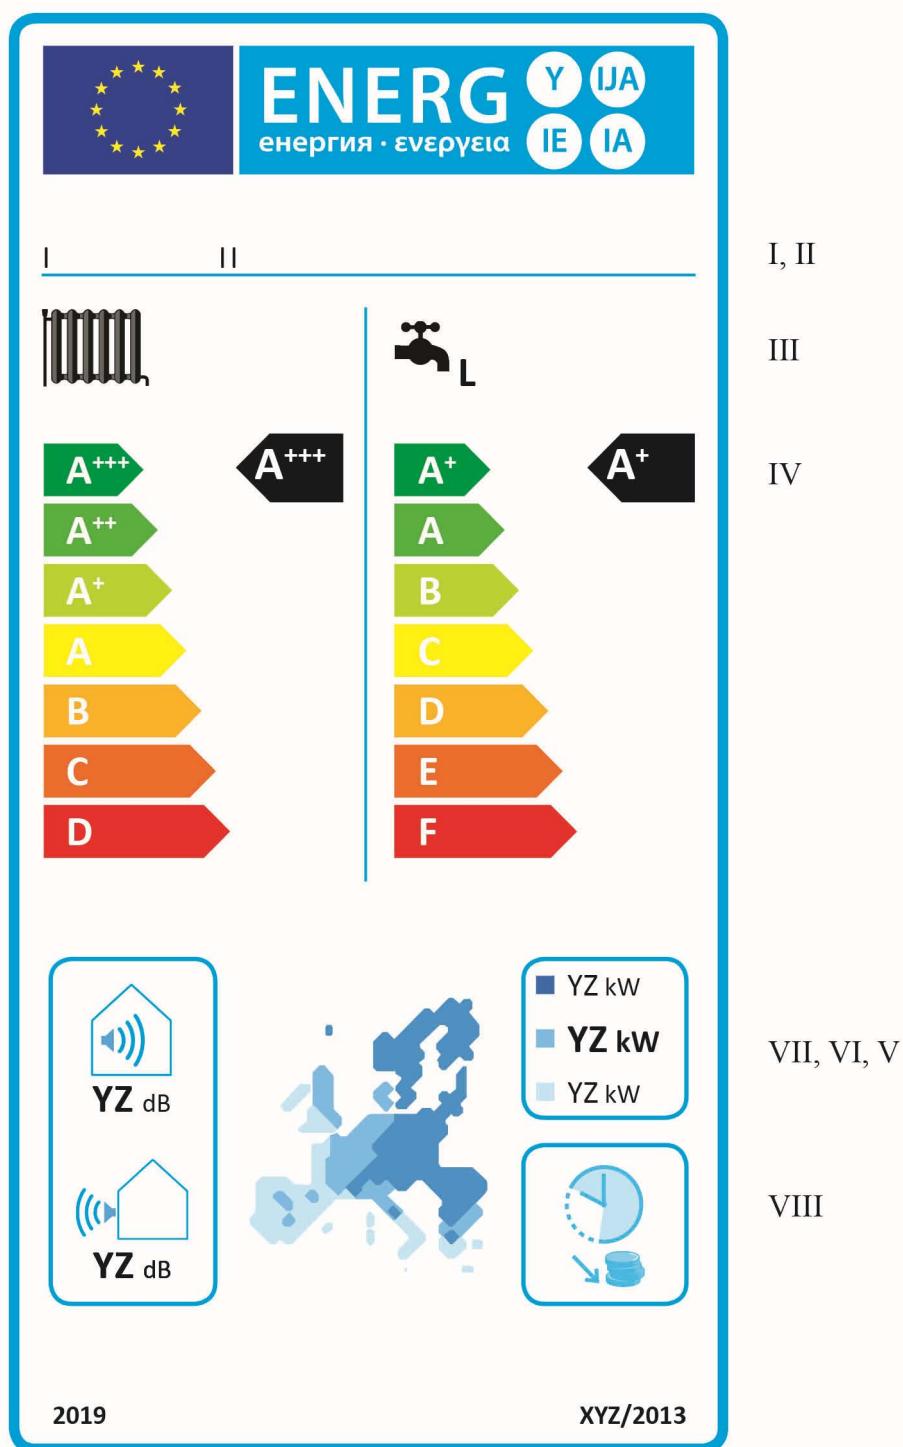 ENERG Y IJA
енергия · ενεργεια IE IA
I II I, II
L III
A+++ A+++ A+ A+ IV
A++ A
A+ B
A C
B D
C E
D F
YZ kW
YZ kW VII, VI, V
YZ dB YZ kW
VIII
YZ dB
2019 XYZ/2013